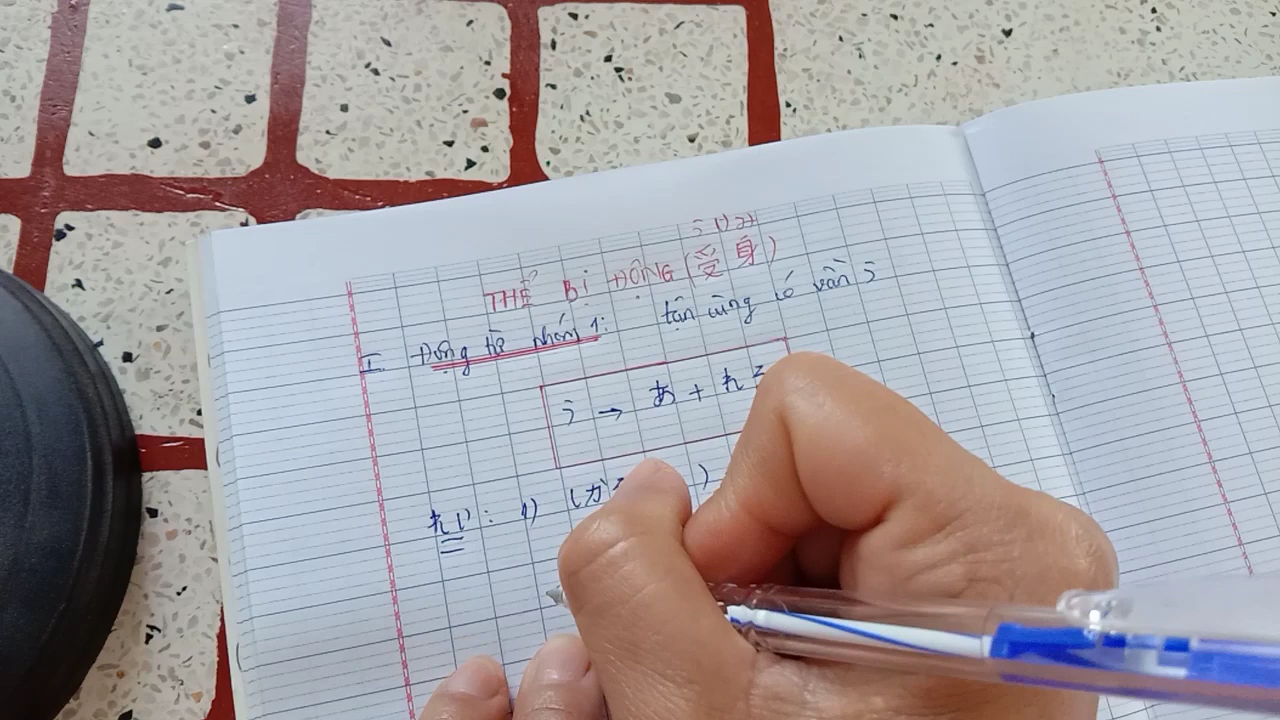 うけみ
THỂ BỊ ĐỘNG (受身)
I. Động từ nhóm 1: tận cùng có vần う
う → あ + れる
れい : 1)